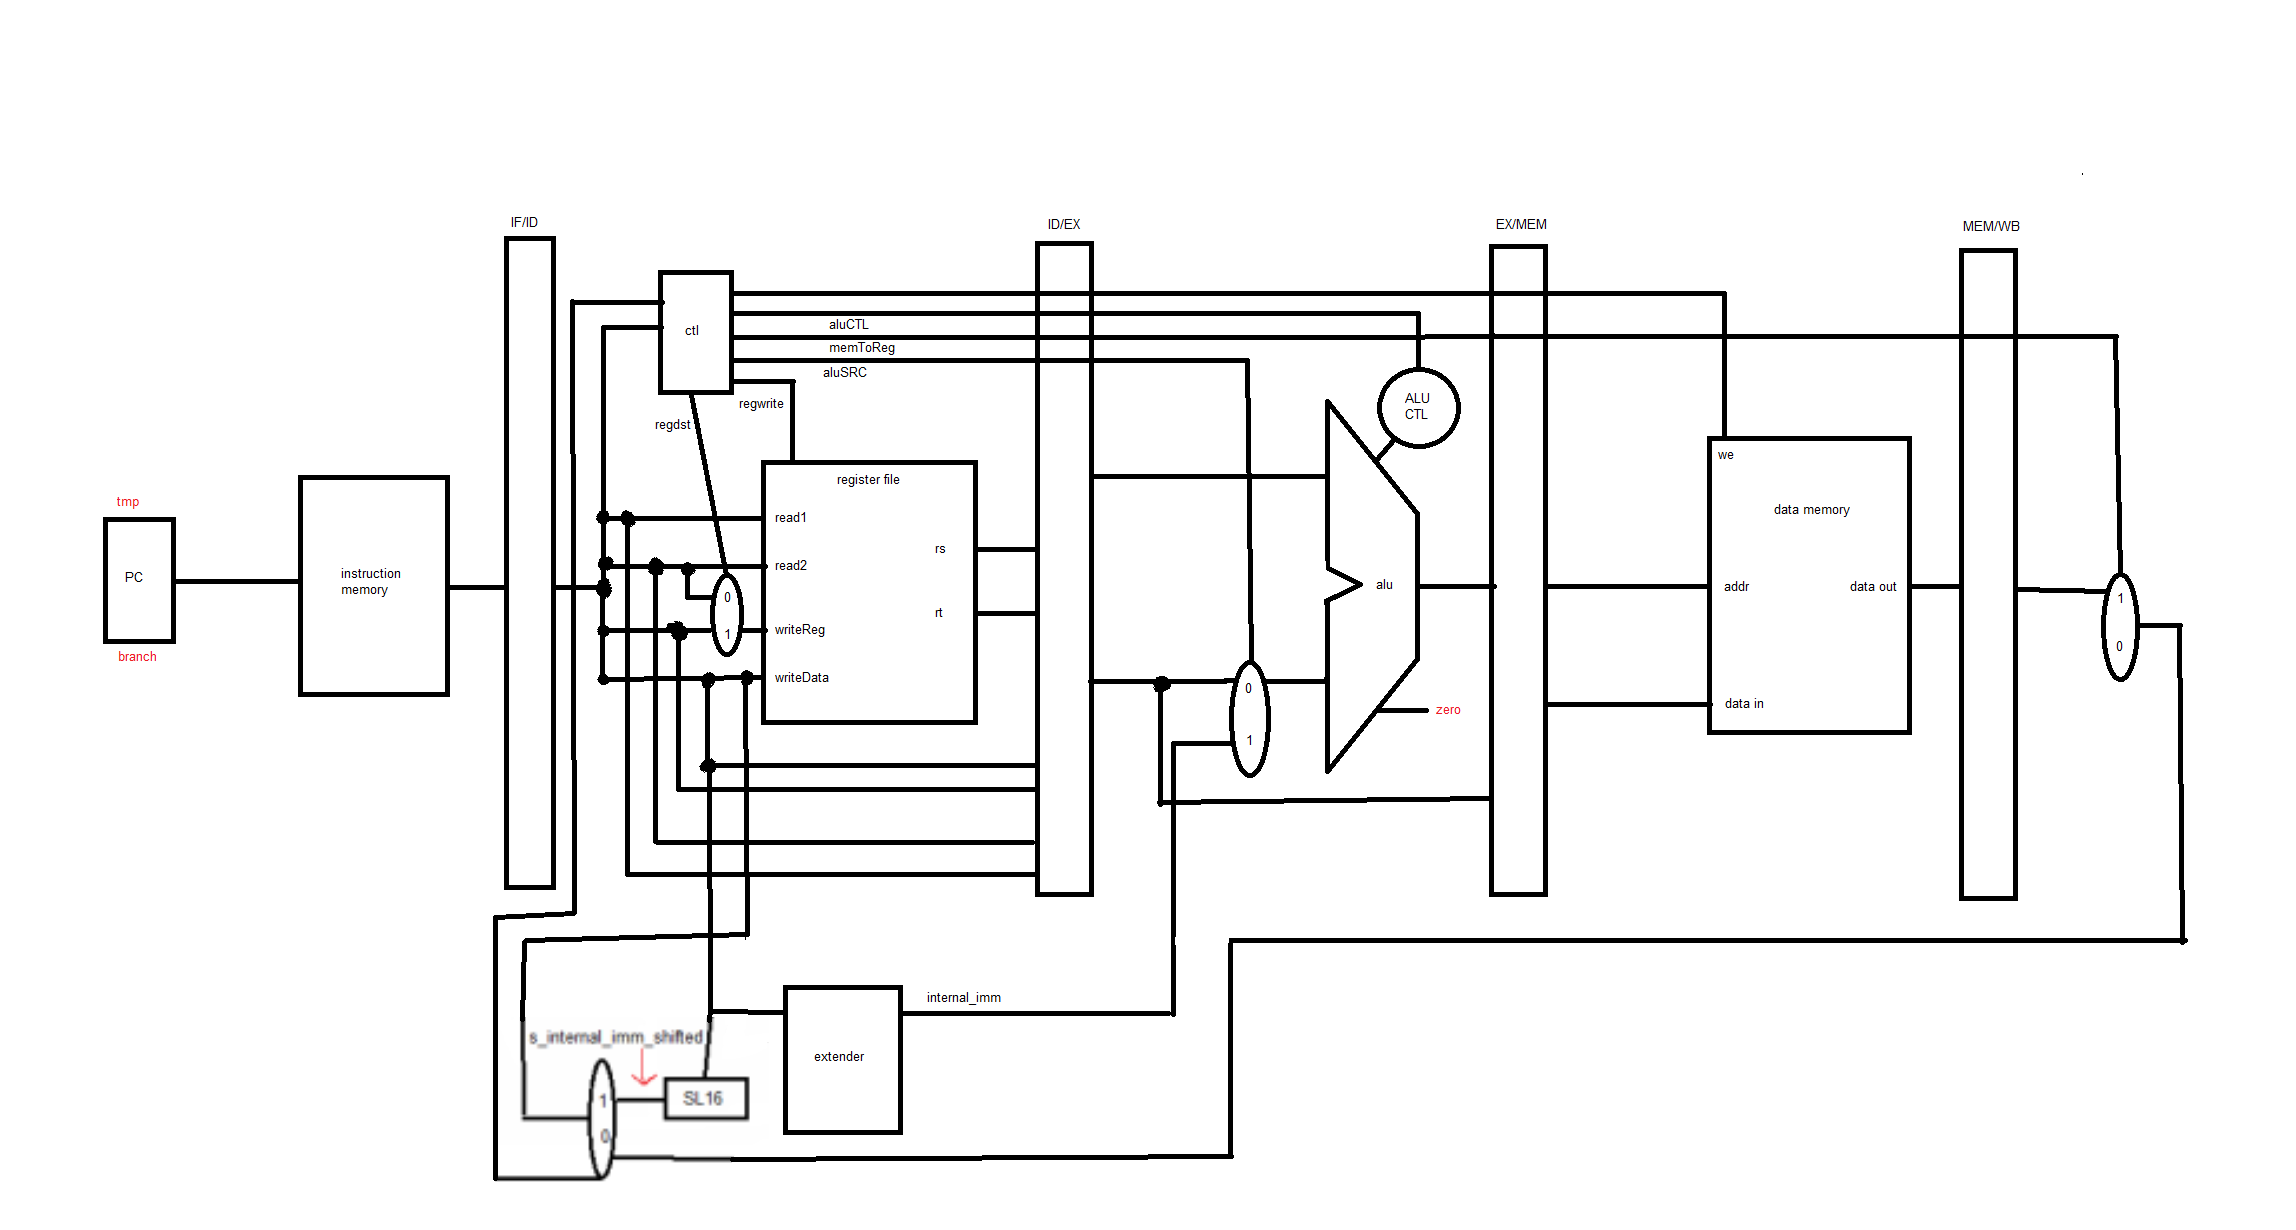 IF/ID
ID/EX
EX/MEM
MEM/WB
ctl
aluCTL
memToReg
aluSRC
regwrite
regdst
ALU
CTL
we
register file
data memory
tmp
PC
branch
instruction
memory
read1
read2
writeReg
writeData
rs
rt
0
1
alu
zero
0
1
addr
data out
data in
1
0
internal_imm
s_internal_imm_shifted
extender
SL16
1
0